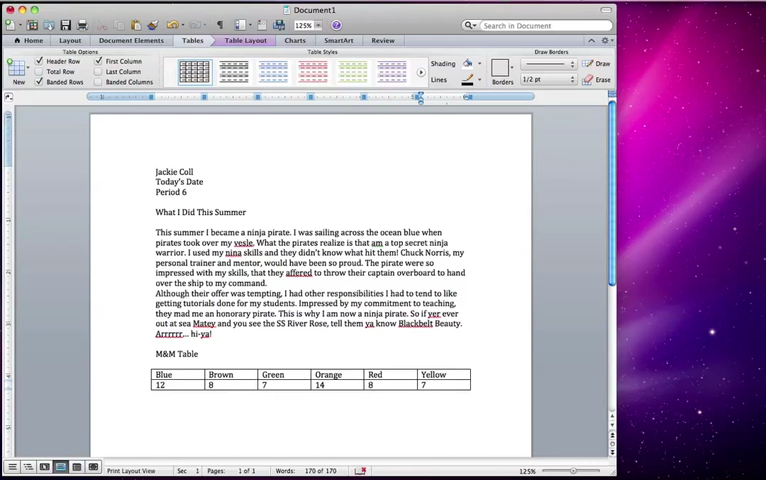 Document1
125%
Search in Document
Home Layout Document Elements Tables Table Layout Charts SmartArt Review
Table Options Table Styles Draw Borders
New
Header Row First Column
Total Row Last Column
Banded Rows Banded Columns
Shading
Lines
Borders
1/2 pt
Draw
Erase
Jackie Coll
Today's Date
Period 6
What I Did This Summer
This summer I became a ninja pirate. I was sailing across the ocean blue when
pirates took over my vesle. What the pirates realize is that am a top secret ninja
warrior. I used my nina skills and they didn't know what hit them! Chuck Norris, my
personal trainer and mentor, would have been so proud. The pirate were so
impressed with my skills, that they affered to throw their captain overboard to hand
over the ship to my command.
Although their offer was tempting, I had other responsibilities I had to tend to like
getting tutorials done for my students. Impressed by my commitment to teaching,
they mad me an honorary pirate. This is why I am now a ninja pirate. So if yer ever
out at sea Matey and you see the SS River Rose, tell them ya know Blackbelt Beauty.
Arrrrrr... hi-ya!
M&M Table
Blue Brown Green Orange Red Yellow
12 8 7 14 8 7
Print Layout View Sec 1 Pages: 1 of 1 Words: 170 of 170 125%